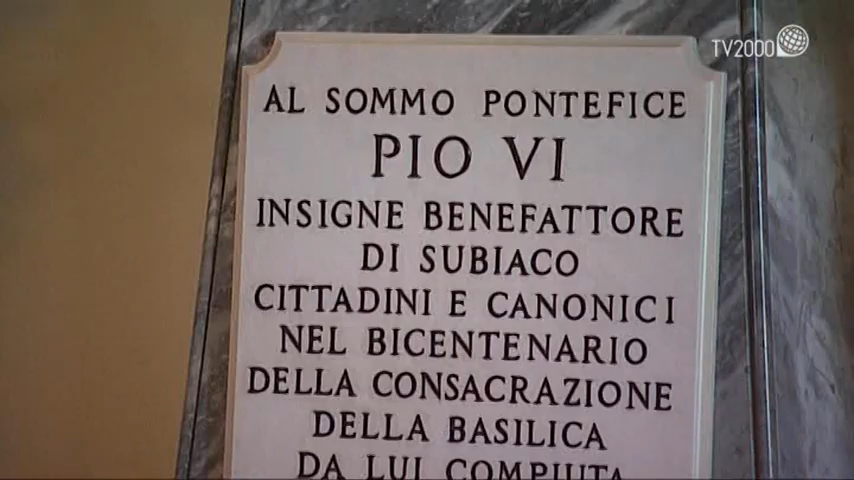 TV2000
AL SOMMO PONTEFICE
PIO VI
INSIGNE BENEFATTORE
DI SUBIACO
CITTADINI E CANONICI
NEL BICENTENARIO
DELLA CONSACRAZIONE
DELLA BASILICA
DA LUI COMPIUTA